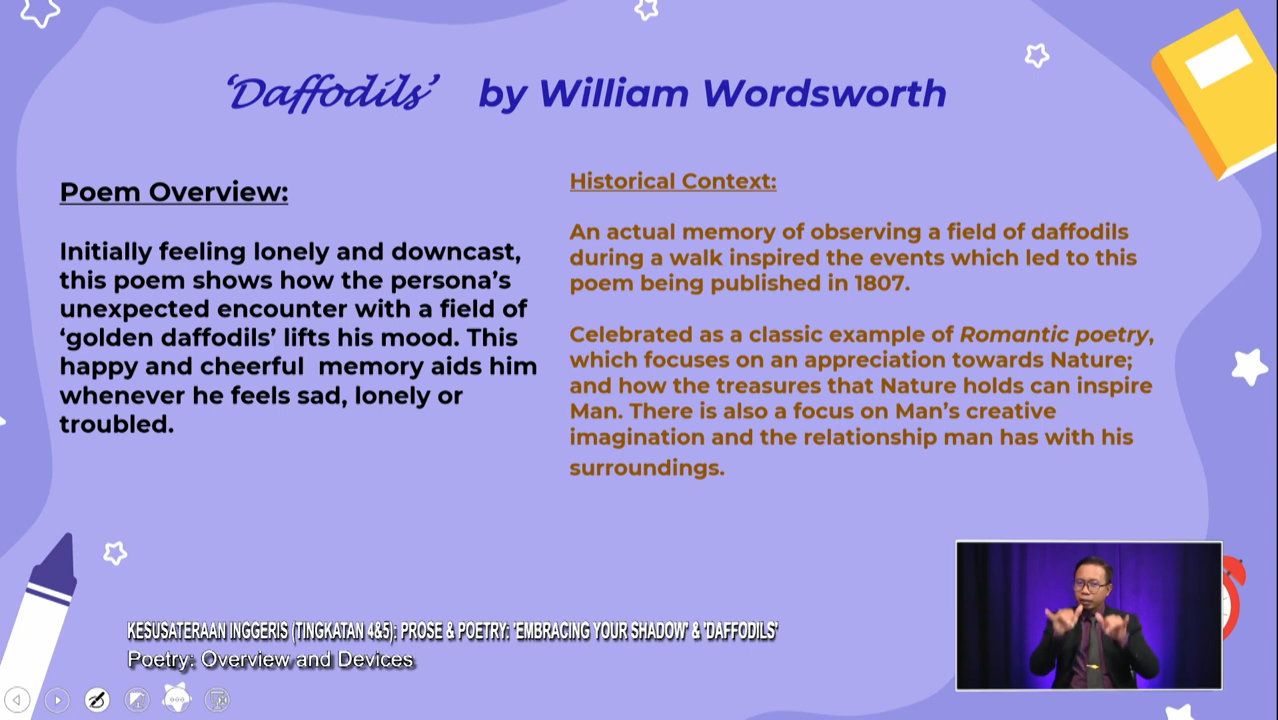 ‘Daffodils’ by William Wordsworth
Poem Overview:
Initially feeling lonely and downcast,
this poem shows how the persona’s
unexpected encounter with a field of
‘golden daffodils’ lifts his mood. This
happy and cheerful  memory aids him
whenever he feels sad, lonely or
troubled.
Historical Context:
An actual memory of observing a field of daffodils
during a walk inspired the events which led to this
poem being published in 1807.
Celebrated as a classic example of Romantic poetry,
which focuses on an appreciation towards Nature;
and how the treasures that Nature holds can inspire
Man. There is also a focus on Man’s creative
imagination and the relationship man has with his
surroundings.
KESUSATERAAN INGGERIS (TINGKATAN 4&5): PROSE & POETRY: 'EMBRACING YOUR SHADOW' & 'DAFFODILS'
Poetry: Overview and Devices